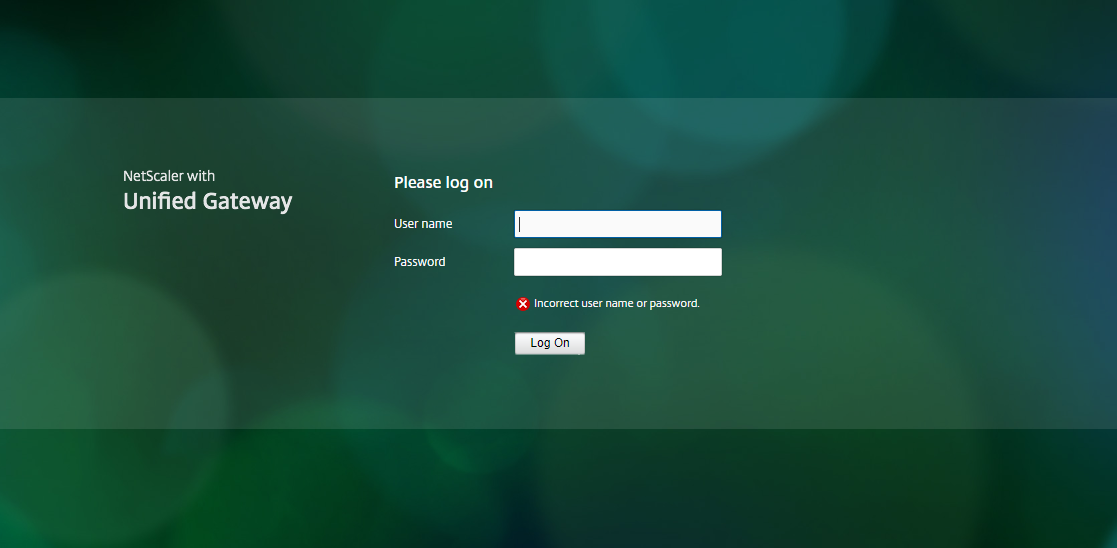 NetScaler with
Unified Gateway
Please log on
User name
Password
Incorrect user name or password.
Log On